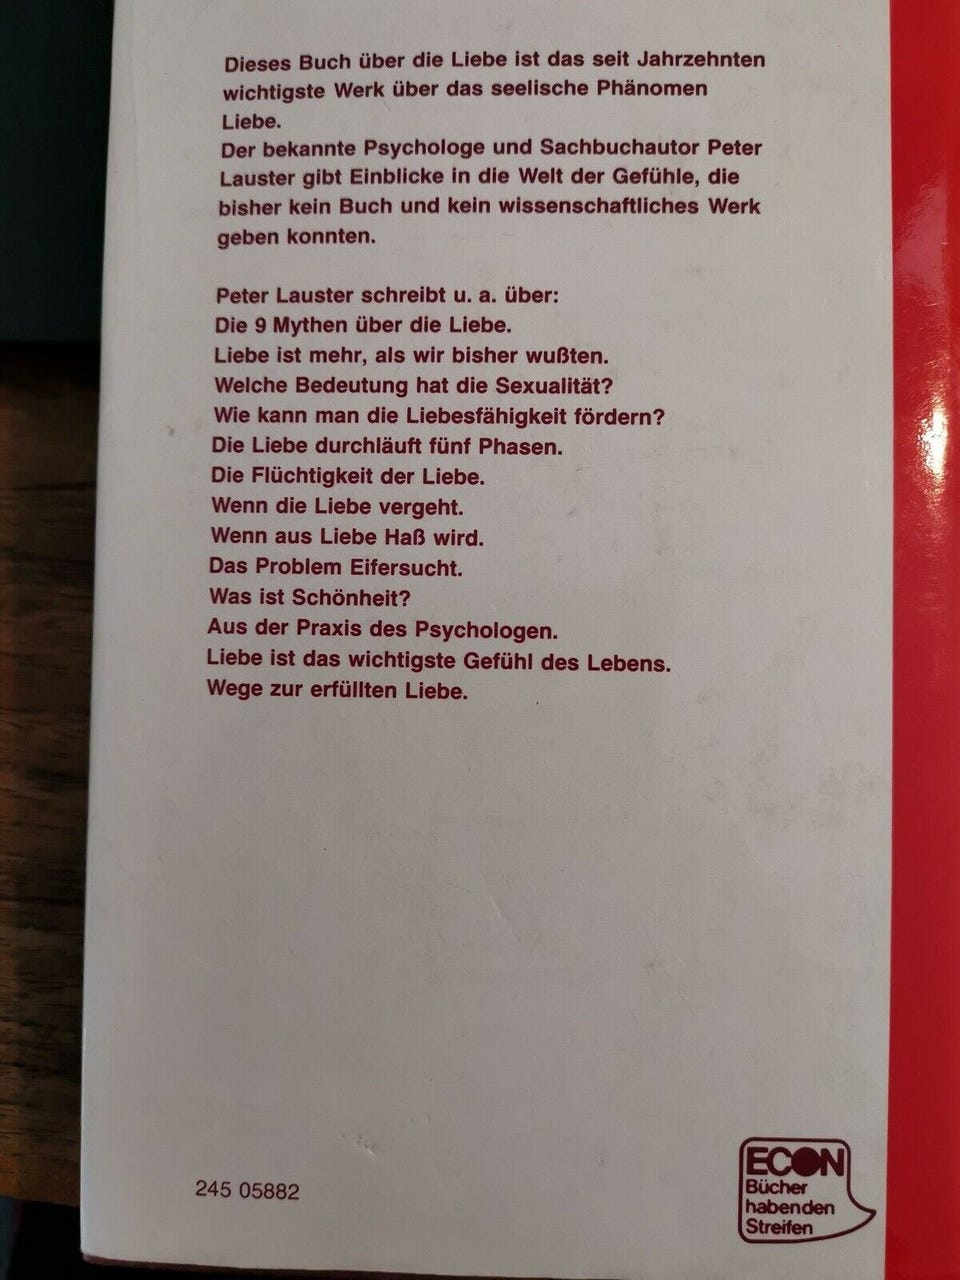 Dieses Buch über die Liebe ist das seit Jahrzehnten
wichtigste Werk über das seelische Phänomen
Liebe.
Der bekannte Psychologe und Sachbuchautor Peter
Lauster gibt Einblicke in die Welt der Gefühle, die
bisher kein Buch und kein wissenschaftliches Werk
geben konnten.
Peter Lauster schreibt u. a. über:
Die 9 Mythen über die Liebe.
Liebe ist mehr, als wir bisher wußten.
Welche Bedeutung hat die Sexualität?
Wie kann man die Liebesfähigkeit fördern?
Die Liebe durchläuft fünf Phasen.
Die Flüchtigkeit der Liebe.
Wenn die Liebe vergeht.
Wenn aus Liebe Haß wird.
Das Problem Eifersucht.
Was ist Schönheit?
Aus der Praxis des Psychologen.
Liebe ist das wichtigste Gefühl des Lebens.
Wege zur erfüllten Liebe.
245 05882
ECON
Bücher
haben den
Streifen